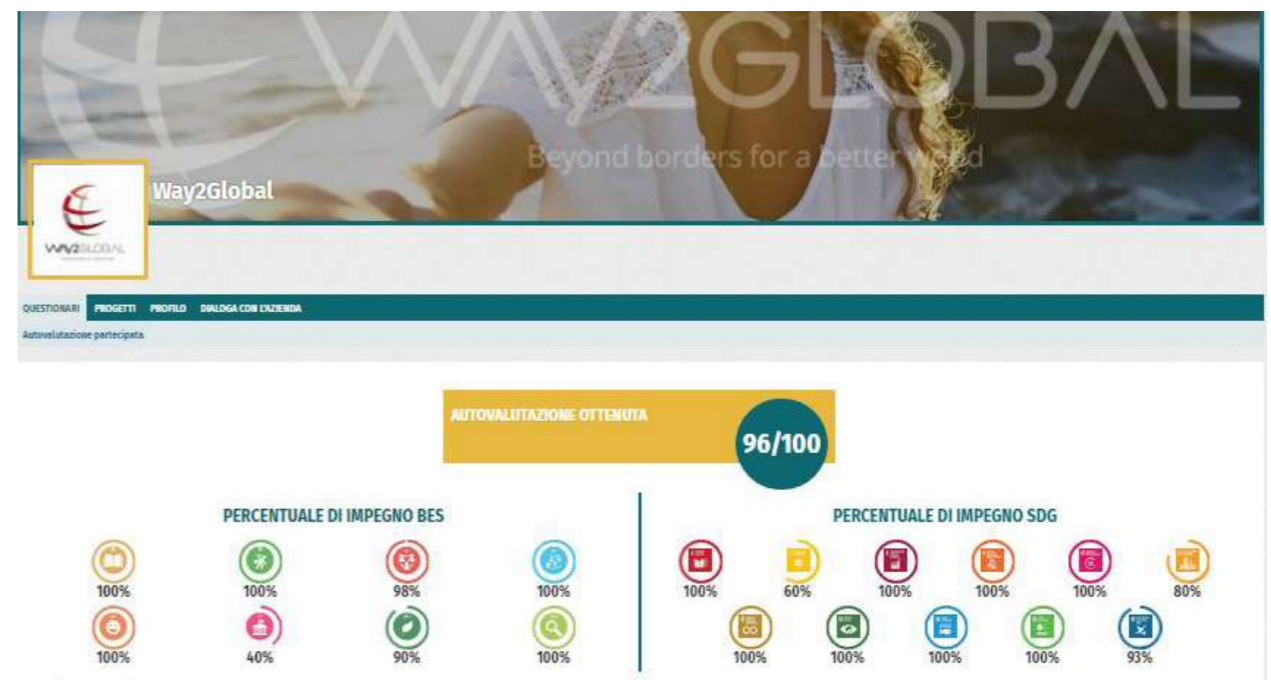 WAY2GLOBAL
Beyond borders for a better world
Way2Global
WAY2GLOBAL
QUESTIONARI PROGETTI PROFILO DIALOGA CON L'AZIENDA
Autovalutazione partecipata
AUTOVALUTAZIONE OTTENUTA
96/100
PERCENTUALE DI IMPEGNO BES
100% 100% 98% 100%
100% 40% 90% 100%
PERCENTUALE DI IMPEGNO SDG
100% 60% 100% 100% 100% 80%
100% 100% 100% 100% 93%